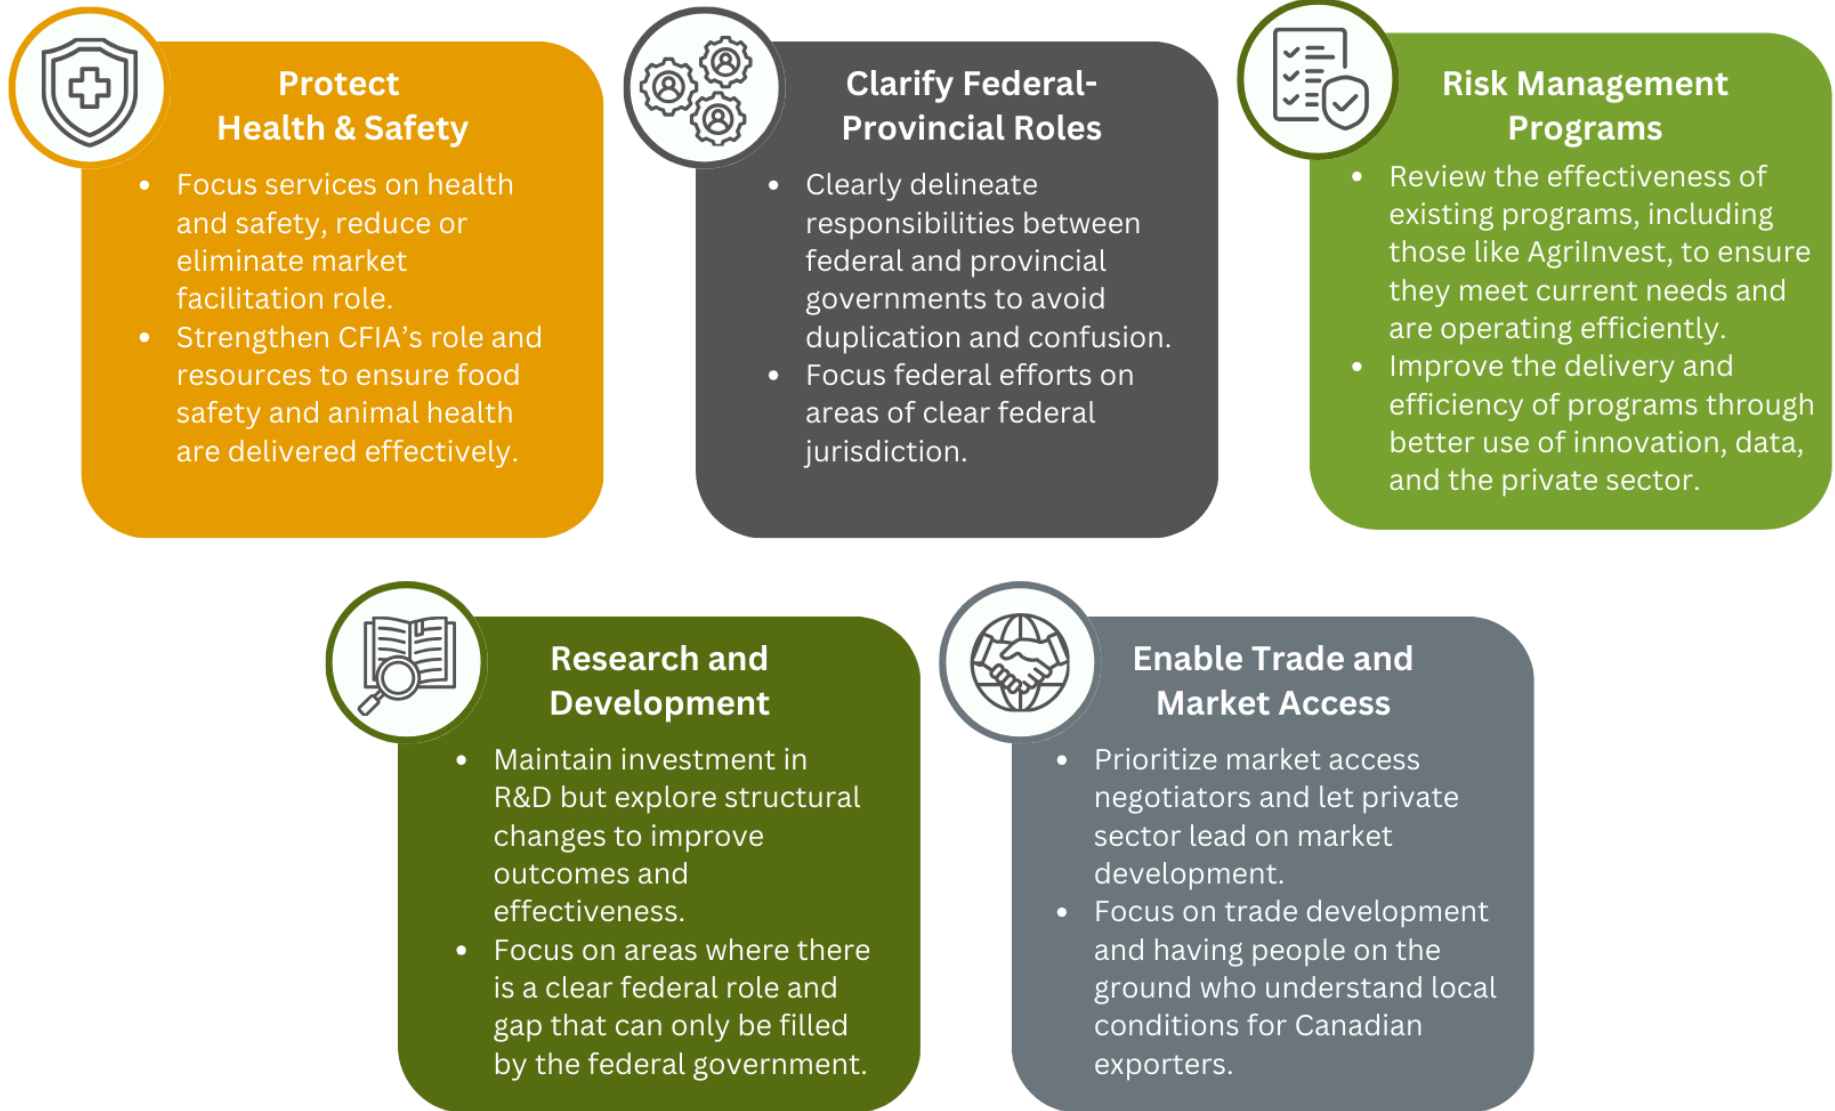 Protect
Health & Safety
• Focus services on health
and safety, reduce or
eliminate market
facilitation role.
• Strengthen CFIA’s role and
resources to ensure food
safety and animal health
are delivered effectively.
Clarify Federal-
Provincial Roles
• Clearly delineate
responsibilities between
federal and provincial
governments to avoid
duplication and confusion.
• Focus federal efforts on
areas of clear federal
jurisdiction.
Risk Management
Programs
• Review the effectiveness of
existing programs, including
those like AgriInvest, to ensure
they meet current needs and
are operating efficiently.
• Improve the delivery and
efficiency of programs through
better use of innovation, data,
and the private sector.
Research and
Development
• Maintain investment in
R&D but explore structural
changes to improve
outcomes and
effectiveness.
• Focus on areas where there
is a clear federal role and
gap that can only be filled
by the federal government.
Enable Trade and
Market Access
• Prioritize market access
negotiators and let private
sector lead on market
development.
• Focus on trade development
and having people on the
ground who understand local
conditions for Canadian
exporters.